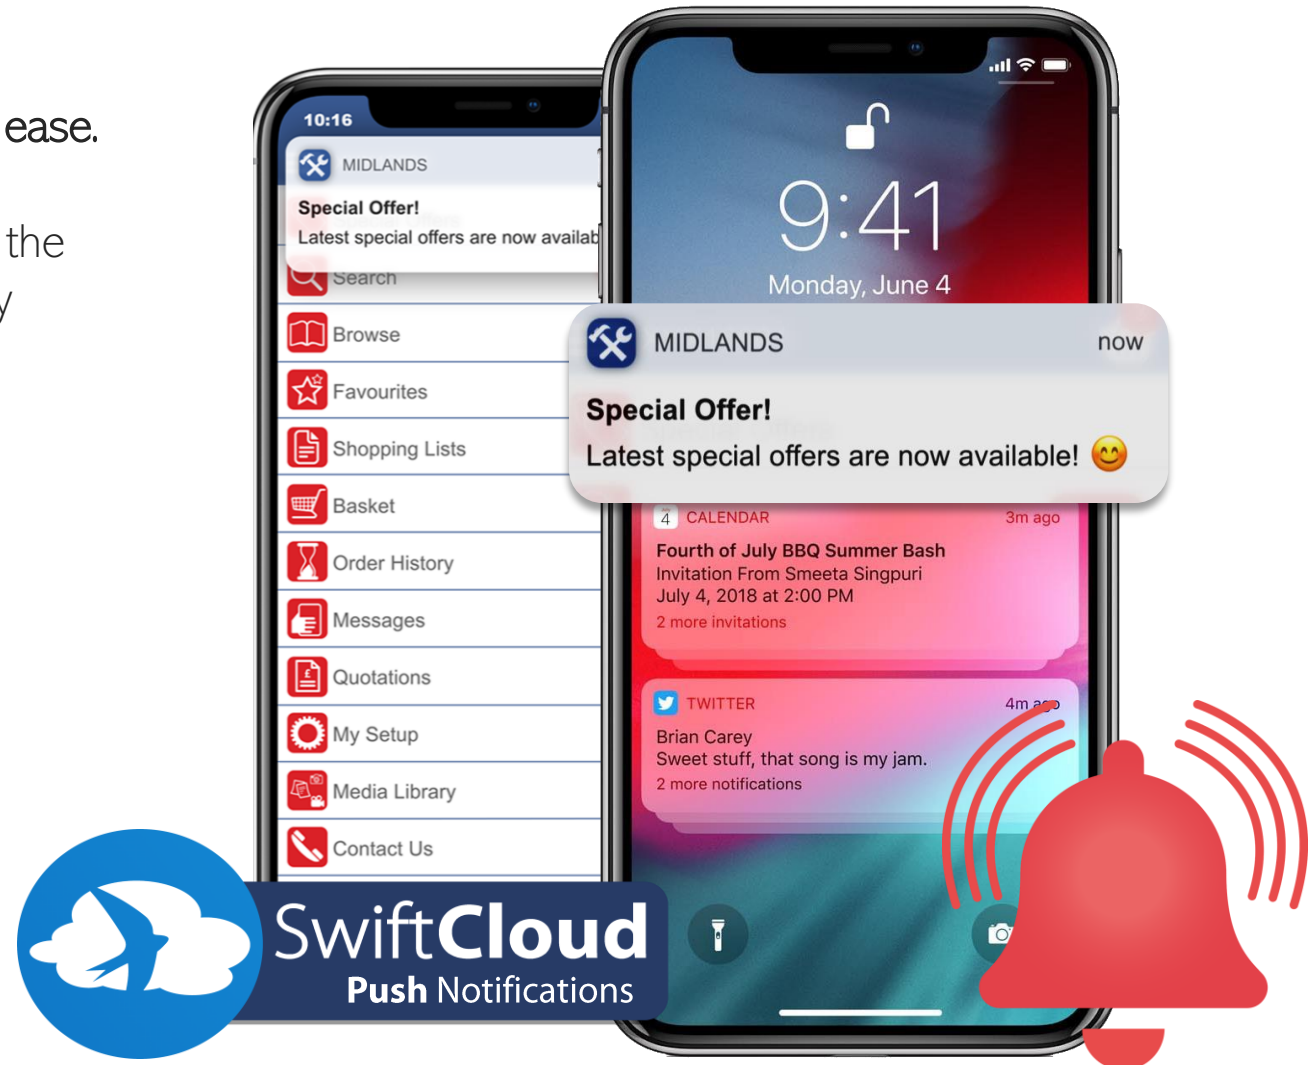 ease.
the
y
10:16
MIDLANDS
Special Offer!
Latest special offers are now availab
Search
Browse
Favourites
Shopping Lists
Basket
Order History
Messages
Quotations
My Setup
Media Library
Contact Us
9:41
Monday, June 4
MIDLANDS now
Special Offer!
Latest special offers are now available! 😊
4 CALENDAR 3m ago
Fourth of July BBQ Summer Bash
Invitation From Smeeta Singpuri
July 4, 2018 at 2:00 PM
2 more invitations
TWITTER 4m ago
Brian Carey
Sweet stuff, that song is my jam.
2 more notifications
SwiftCloud
Push Notifications